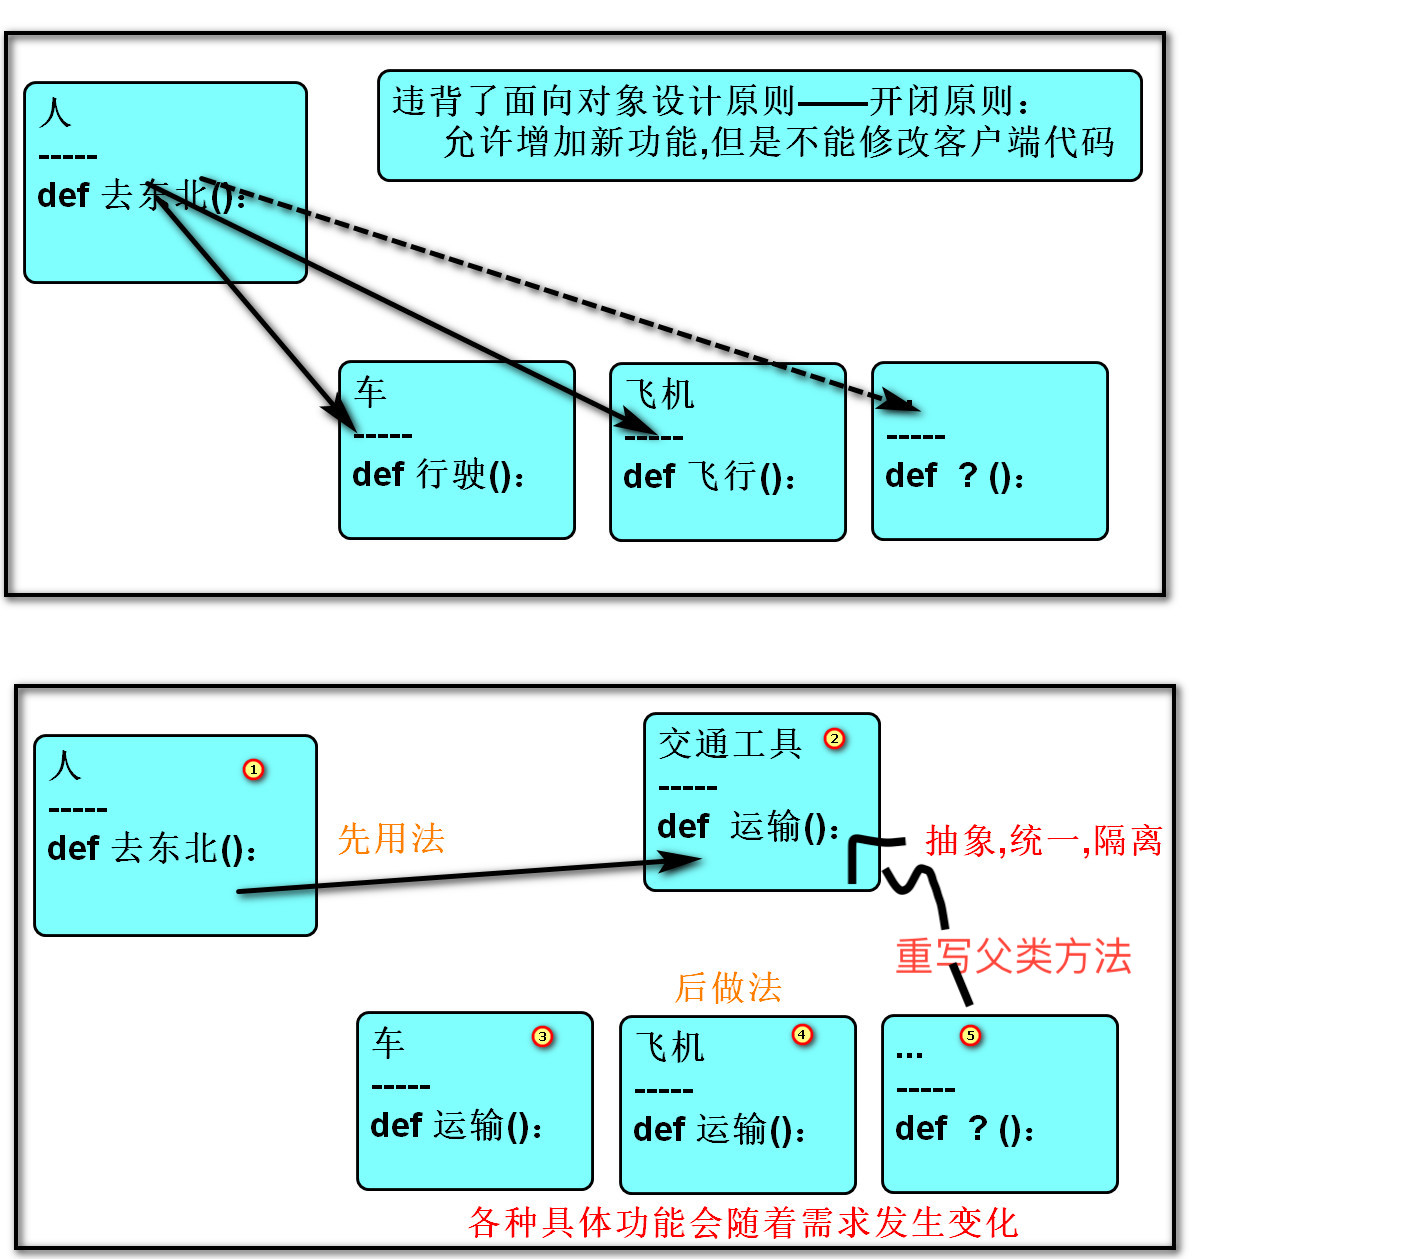 人
-----
def 去东北():
违背了面向对象设计原则——开闭原则:
允许增加新功能,但是不能修改客户端代码
车
-----
def 行驶():
飞机
-----
def 飞行():
...
-----
def ? ():
人
1
-----
def 去东北():
先用法
交通工具
2
-----
def 运输():
抽象,统一,隔离
重写父类方法
后做法
车
3
-----
def 运输():
飞机
4
-----
def 运输():
...
5
-----
def ? ():
各种具体功能会随着需求发生变化